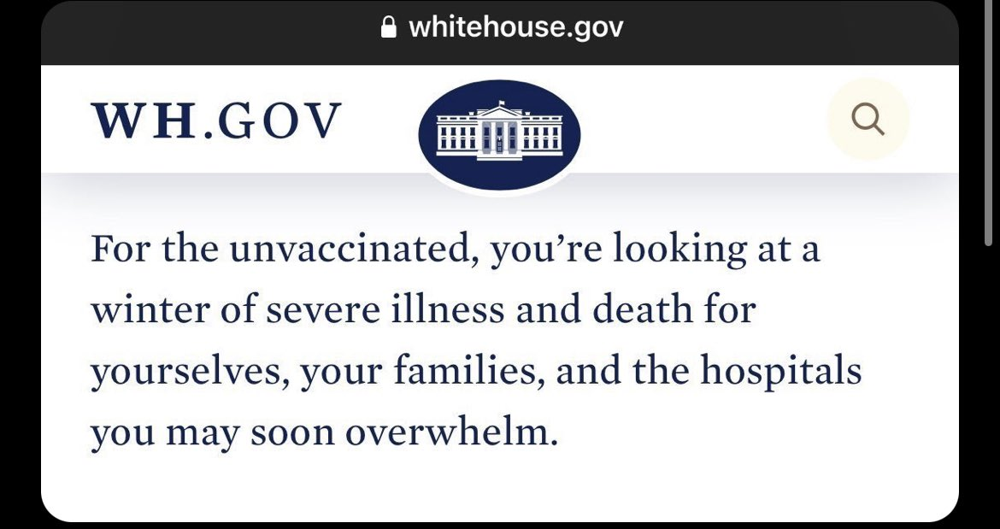 whitehouse.gov
WH.GOV
For the unvaccinated, you’re looking at a
winter of severe illness and death for
yourselves, your families, and the hospitals
you may soon overwhelm.